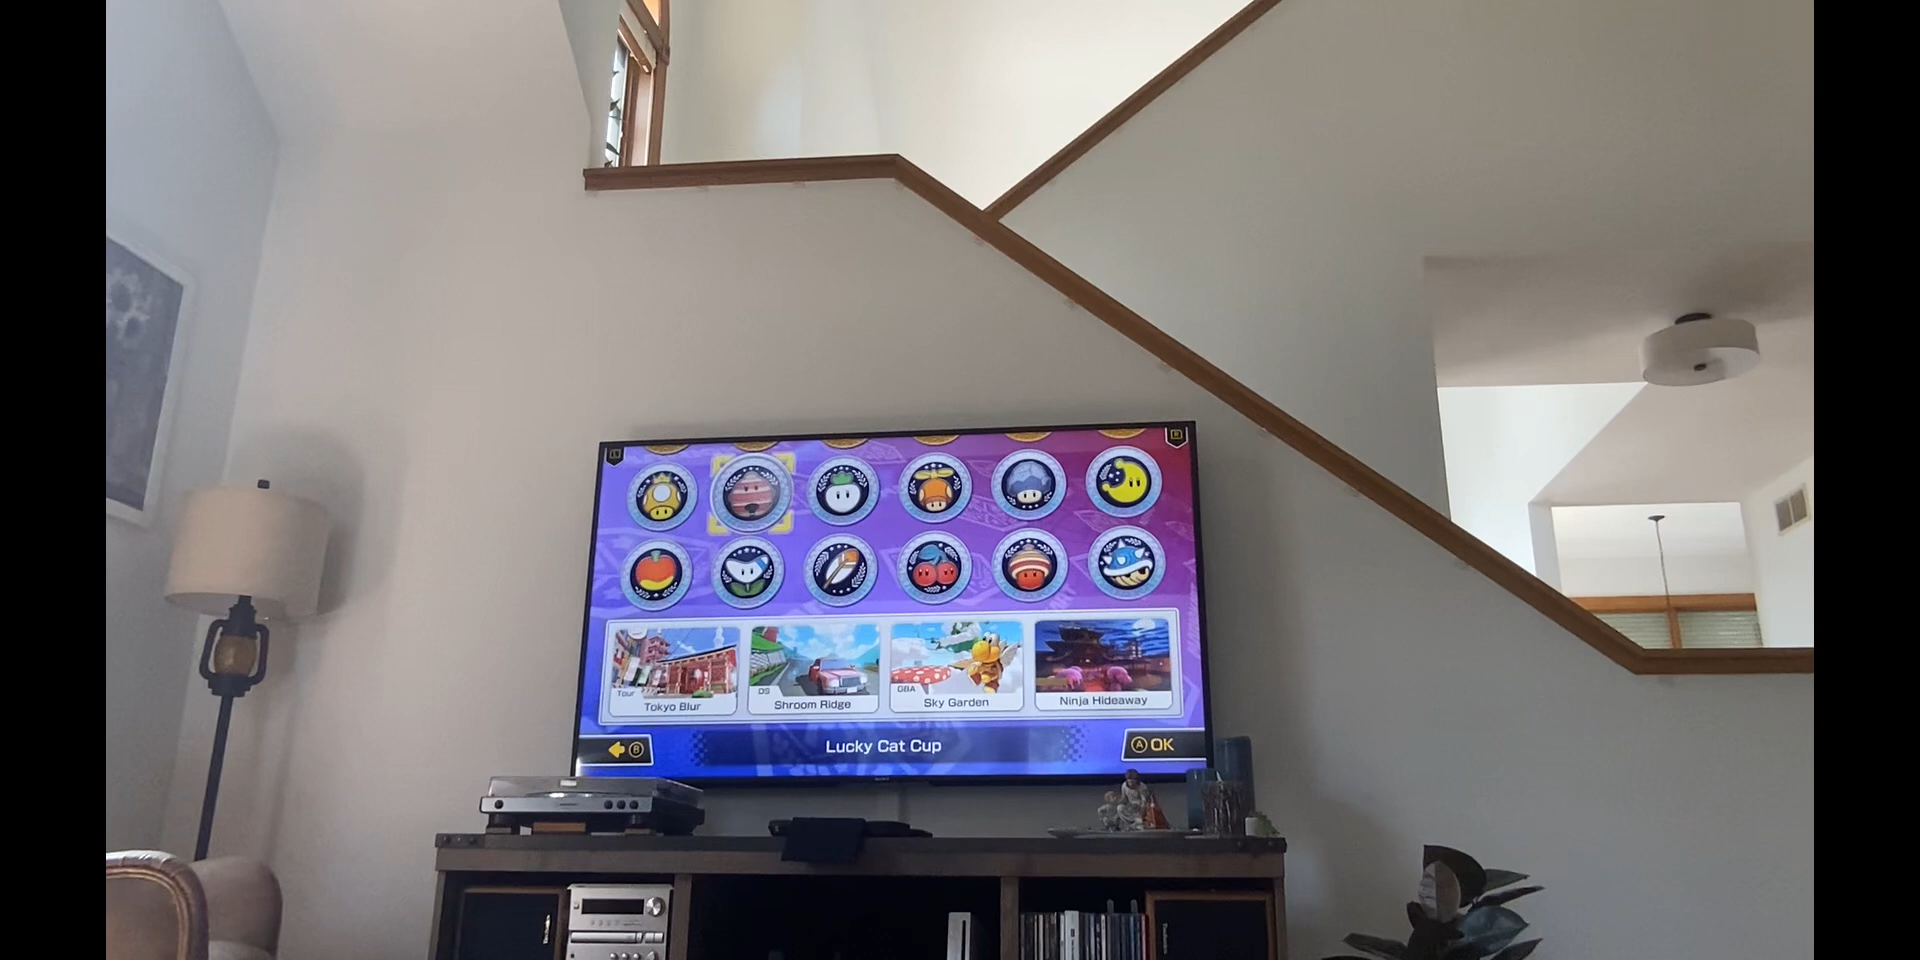 Tour
Tokyo Blur
DS
Shroom Ridge
GBA
Sky Garden
Ninja Hideaway
B
Lucky Cat Cup
A OK